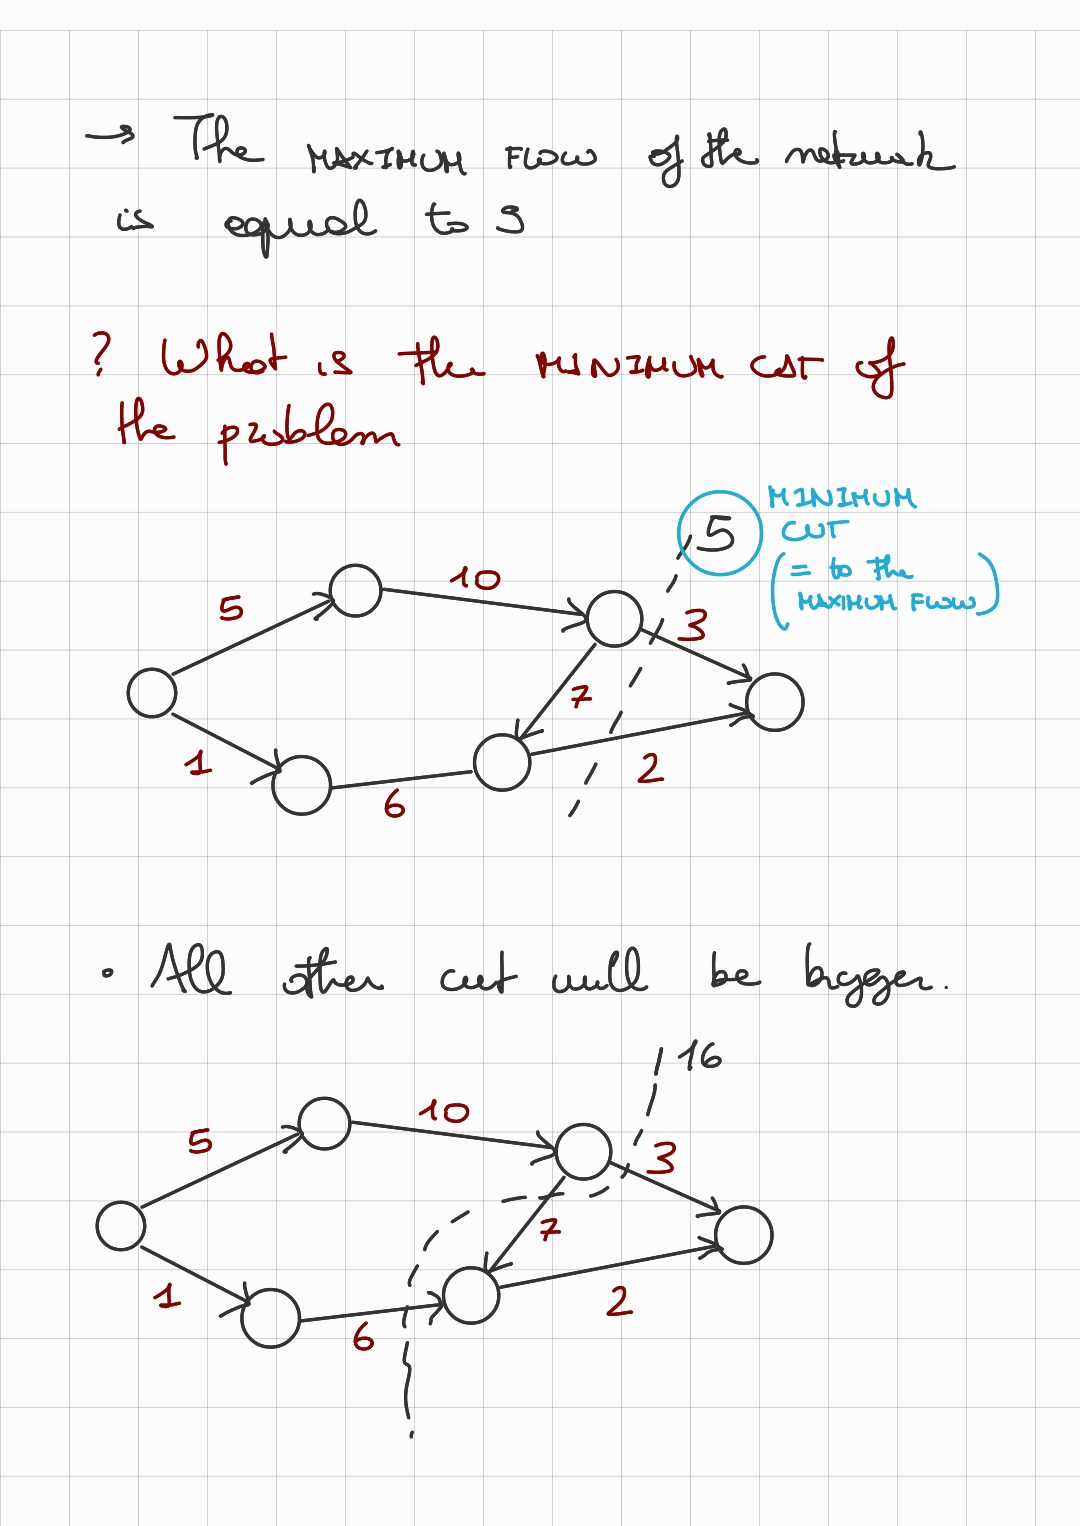 → The MAXIMUM FLOW of the network
is equal to 5
? What is the MINIMUM CUT of
the problem
5
MINIMUM
CUT
(= to the
MAXIMUM FLOW)
10
5
3
7
1
2
6
• All other cut will be bigger.
16
10
5
3
7
1
2
6